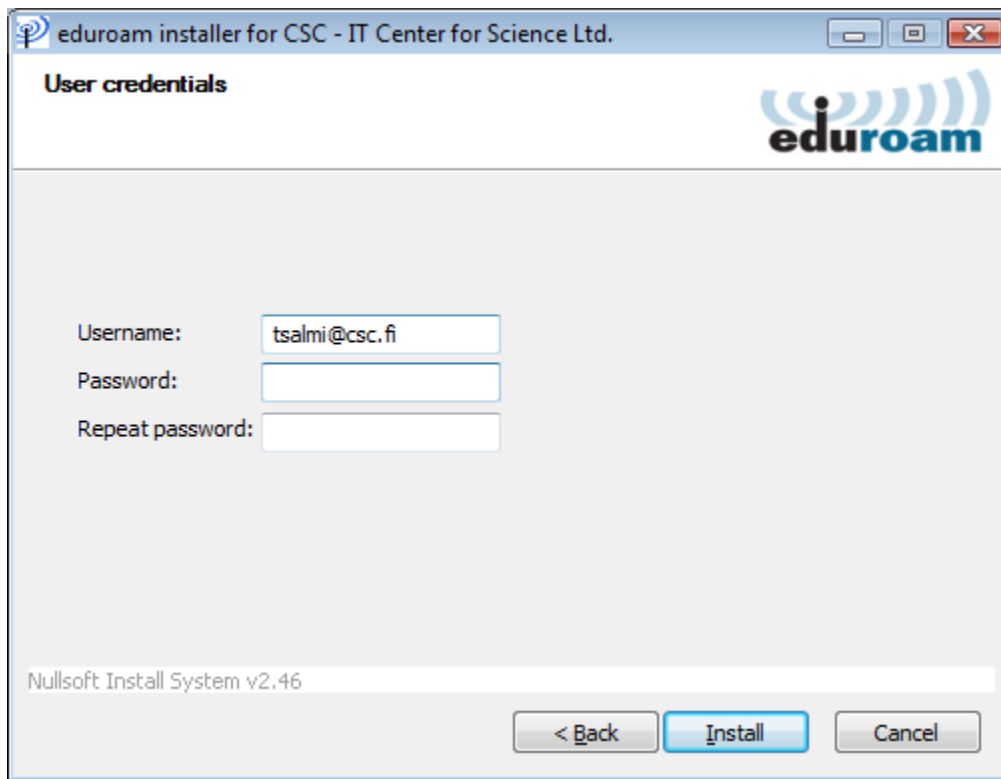 eduroam installer for CSC - IT Center for Science Ltd.
User credentials
eduroam
Username: tsalmi@csc.fi
Password:
Repeat password:
Nullsoft Install System v2.46
< Back Install Cancel